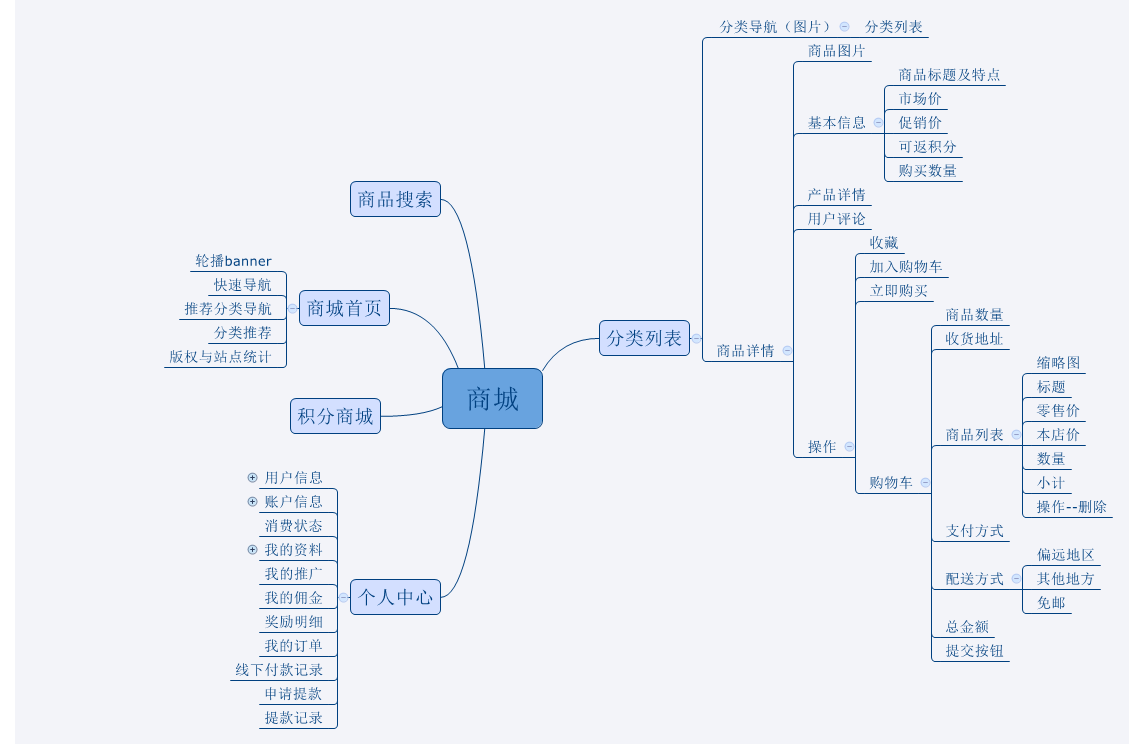 商城
商品搜索
商城首页
轮播banner
快速导航
推荐分类导航
分类推荐
版权与站点统计
积分商城
个人中心
用户信息
账户信息
消费状态
我的资料
我的推广
我的佣金
奖励明细
我的订单
线下付款记录
申请提款
提款记录
分类列表
分类导航（图片）
分类列表
商品详情
商品图片
基本信息
商品标题及特点
市场价
促销价
可返积分
购买数量
产品详情
用户评论
操作
收藏
加入购物车
立即购买
购物车
商品数量
收货地址
商品列表
缩略图
标题
零售价
本店价
数量
小计
操作--删除
支付方式
配送方式
偏远地区
其他地方
免邮
总金额
提交按钮